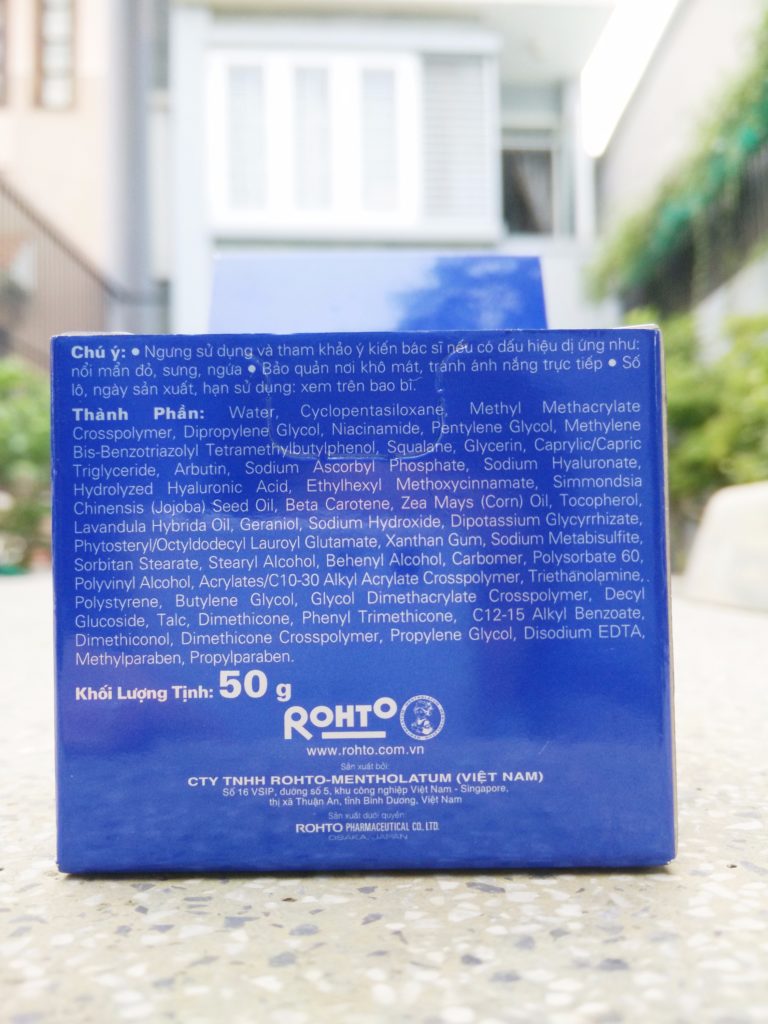 Chú ý: • Ngưng sử dụng và tham khảo ý kiến bác sĩ nếu có dấu hiệu dị ứng như:
nổi mẩn đỏ, sưng, ngứa • Bảo quản nơi khô mát, tránh ánh nắng trực tiếp • Số
lô, ngày sản xuất, hạn sử dụng: xem trên bao bì.
Thành Phần: Water, Cyclopentasiloxane, Methyl Methacrylate
Crosspolymer, Dipropylene Glycol, Niacinamide, Pentylene Glycol, Methylene
Bis-Benzotriazolyl Tetramethylbutylphenol, Squalane, Glycerin, Caprylic/Capric
Triglyceride, Arbutin, Sodium Ascorbyl Phosphate, Sodium Hyaluronate,
Hydrolyzed Hyaluronic Acid, Ethylhexyl Methoxycinnamate, Simmondsia
Chinensis (Jojoba) Seed Oil, Beta Carotene, Zea Mays (Corn) Oil, Tocopherol,
Lavandula Hybrida Oil, Geraniol, Sodium Hydroxide, Dipotassium Glycyrrhizate,
Phytosteryl/Octyldodecyl Lauroyl Glutamate, Xanthan Gum, Sodium Metabisulfite,
Sorbitan Stearate, Stearyl Alcohol, Behenyl Alcohol, Carbomer, Polysorbate 60,
Polyvinyl Alcohol, Acrylates/C10-30 Alkyl Acrylate Crosspolymer, Triethanolamine,
Polystyrene, Butylene Glycol, Glycol Dimethacrylate Crosspolymer, Decyl
Glucoside, Talc, Dimethicone, Phenyl Trimethicone, C12-15 Alkyl Benzoate,
Dimethiconol, Dimethicone Crosspolymer, Propylene Glycol, Disodium EDTA,
Methylparaben, Propylparaben.
Khối Lượng Tịnh: 50 g
ROHTO
www.rohto.com.vn
Sản xuất bởi:
CTY TNHH ROHTO-MENTHOLATUM (VIỆT NAM)
Số 16 VSIP, đường số 5, khu công nghiệp Việt Nam - Singapore,
thị xã Thuận An, tỉnh Bình Dương, Việt Nam
Sản xuất dưới quyền:
ROHTO PHARMACEUTICAL CO. LTD.
OSAKA, JAPAN